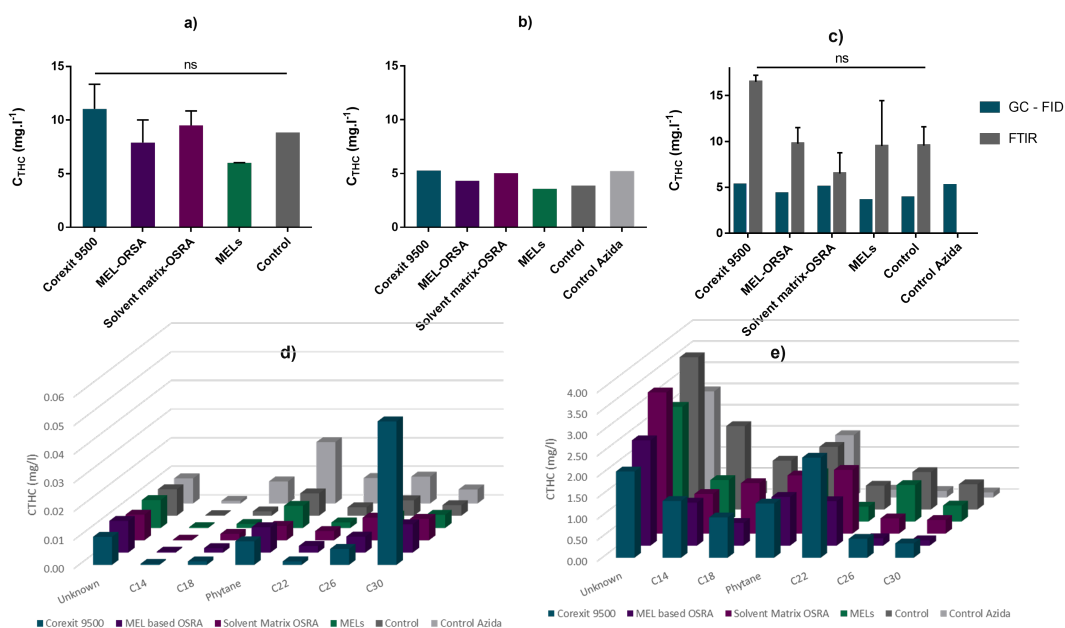 a)
ns
15
10
5
0
C_THC (mg.l⁻¹)
Corexit 9500
MEL-ORSA
Solvent matrix-OSRA
MELs
Control
b)
15
10
5
0
C_THC (mg.l⁻¹)
Corexit 9500
MEL-ORSA
Solvent matrix-OSRA
MELs
Control
Control Azida
c)
ns
15
10
5
0
C_THC (mg.l⁻¹)
Corexit 9500
MEL-ORSA
Solvent matrix-OSRA
MELs
Control
Control Azida
GC - FID
FTIR
d)
0.06
0.05
0.04
0.03
0.02
0.01
0.00
CTHC (mg/l)
Unknown
C14
C18
Phytane
C22
C26
C30
Corexit 9500
MEL based OSRA
Solvent Matrix OSRA
MELs
Control
Control Azida
e)
4.00
3.50
3.00
2.50
2.00
1.50
1.00
0.50
0.00
CTHC (mg/l)
Unknown
C14
C18
Phytane
C22
C26
C30
Corexit 9500
MEL based OSRA
Solvent Matrix OSRA
MELs
Control
Control Azida